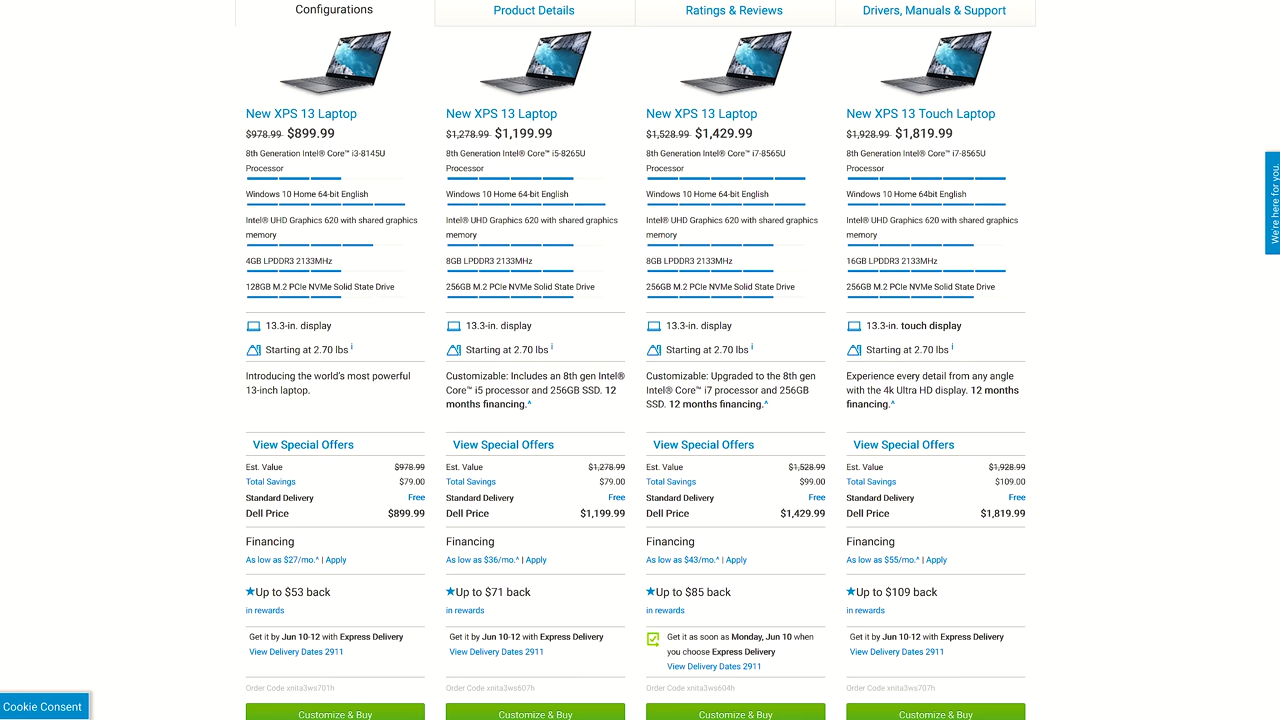 Configurations
Product Details
Ratings & Reviews
Drivers, Manuals & Support
New XPS 13 Laptop
$978.99 $899.99
8th Generation Intel® Core™ i3-8145U
Processor
Windows 10 Home 64-bit English
Intel® UHD Graphics 620 with shared graphics
memory
4GB LPDDR3 2133MHz
128GB M.2 PCIe NVMe Solid State Drive
13.3-in. display
Starting at 2.70 lbs i
Introducing the world's most powerful
13-inch laptop.
View Special Offers
Est. Value $978.99
Total Savings $79.00
Standard Delivery Free
Dell Price $899.99
Financing
As low as $27/mo.^ | Apply
Up to $53 back
in rewards
Get it by Jun 10-12 with Express Delivery
View Delivery Dates 2911
Order Code xnita3ws701h
Customize & Buy
New XPS 13 Laptop
$1,278.99 $1,199.99
8th Generation Intel® Core™ i5-8265U
Processor
Windows 10 Home 64-bit English
Intel® UHD Graphics 620 with shared graphics
memory
8GB LPDDR3 2133MHz
256GB M.2 PCIe NVMe Solid State Drive
13.3-in. display
Starting at 2.70 lbs i
Customizable: Includes an 8th gen Intel®
Core™ i5 processor and 256GB SSD. 12
months financing.^
View Special Offers
Est. Value $1,278.99
Total Savings $79.00
Standard Delivery Free
Dell Price $1,199.99
Financing
As low as $36/mo.^ | Apply
Up to $71 back
in rewards
Get it by Jun 10-12 with Express Delivery
View Delivery Dates 2911
Order Code xnita3ws607h
Customize & Buy
New XPS 13 Laptop
$1,528.99 $1,429.99
8th Generation Intel® Core™ i7-8565U
Processor
Windows 10 Home 64-bit English
Intel® UHD Graphics 620 with shared graphics
memory
8GB LPDDR3 2133MHz
256GB M.2 PCIe NVMe Solid State Drive
13.3-in. display
Starting at 2.70 lbs i
Customizable: Upgraded to the 8th gen
Intel® Core™ i7 processor and 256GB
SSD. 12 months financing.^
View Special Offers
Est. Value $1,528.99
Total Savings $99.00
Standard Delivery Free
Dell Price $1,429.99
Financing
As low as $43/mo.^ | Apply
Up to $85 back
in rewards
Get it as soon as Monday, Jun 10 when
you choose Express Delivery
View Delivery Dates 2911
Order Code xnita3ws604h
Customize & Buy
New XPS 13 Touch Laptop
$1,928.99 $1,819.99
8th Generation Intel® Core™ i7-8565U
Processor
Windows 10 Home 64bit English
Intel® UHD Graphics 620 with shared graphics
memory
16GB LPDDR3 2133MHz
256GB M.2 PCIe NVMe Solid State Drive
13.3-in. touch display
Starting at 2.70 lbs i
Experience every detail from any angle
with the 4k Ultra HD display. 12 months
financing.^
View Special Offers
Est. Value $1,928.99
Total Savings $109.00
Standard Delivery Free
Dell Price $1,819.99
Financing
As low as $55/mo.^ | Apply
Up to $109 back
in rewards
Get it by Jun 10-12 with Express Delivery
View Delivery Dates 2911
Order Code xnita3ws707h
Customize & Buy
We're here for you.
Cookie Consent